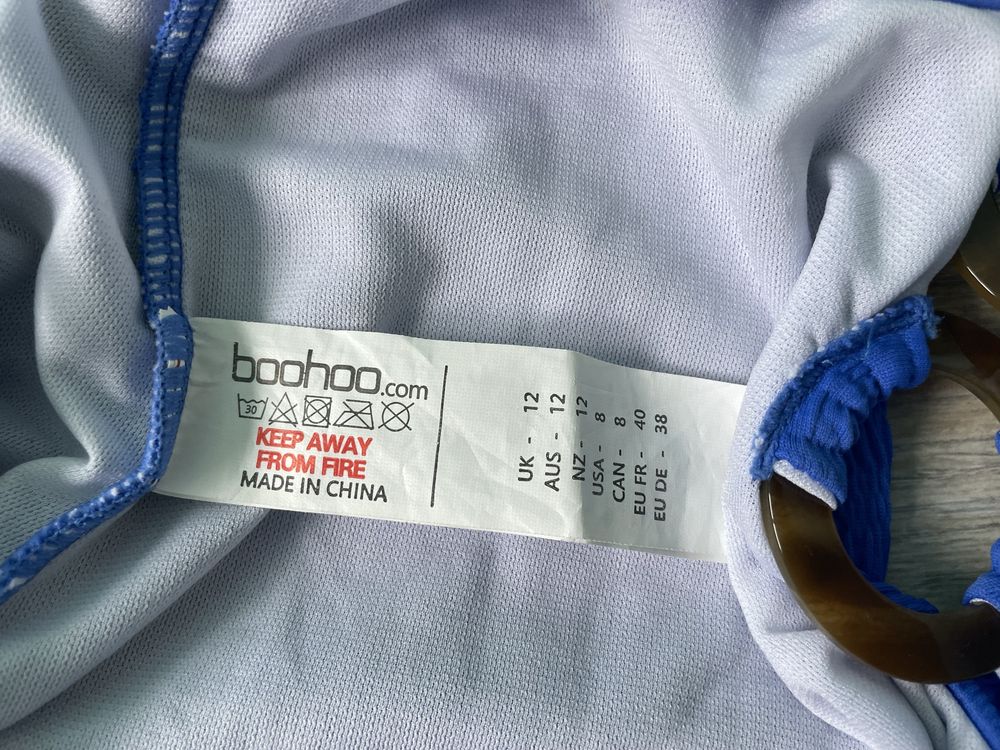 boohoo.com
30
KEEP AWAY
FROM FIRE
MADE IN CHINA
UK - 12
AUS - 12
NZ - 12
USA - 8
CAN - 8
EU FR - 40
EU DE - 38